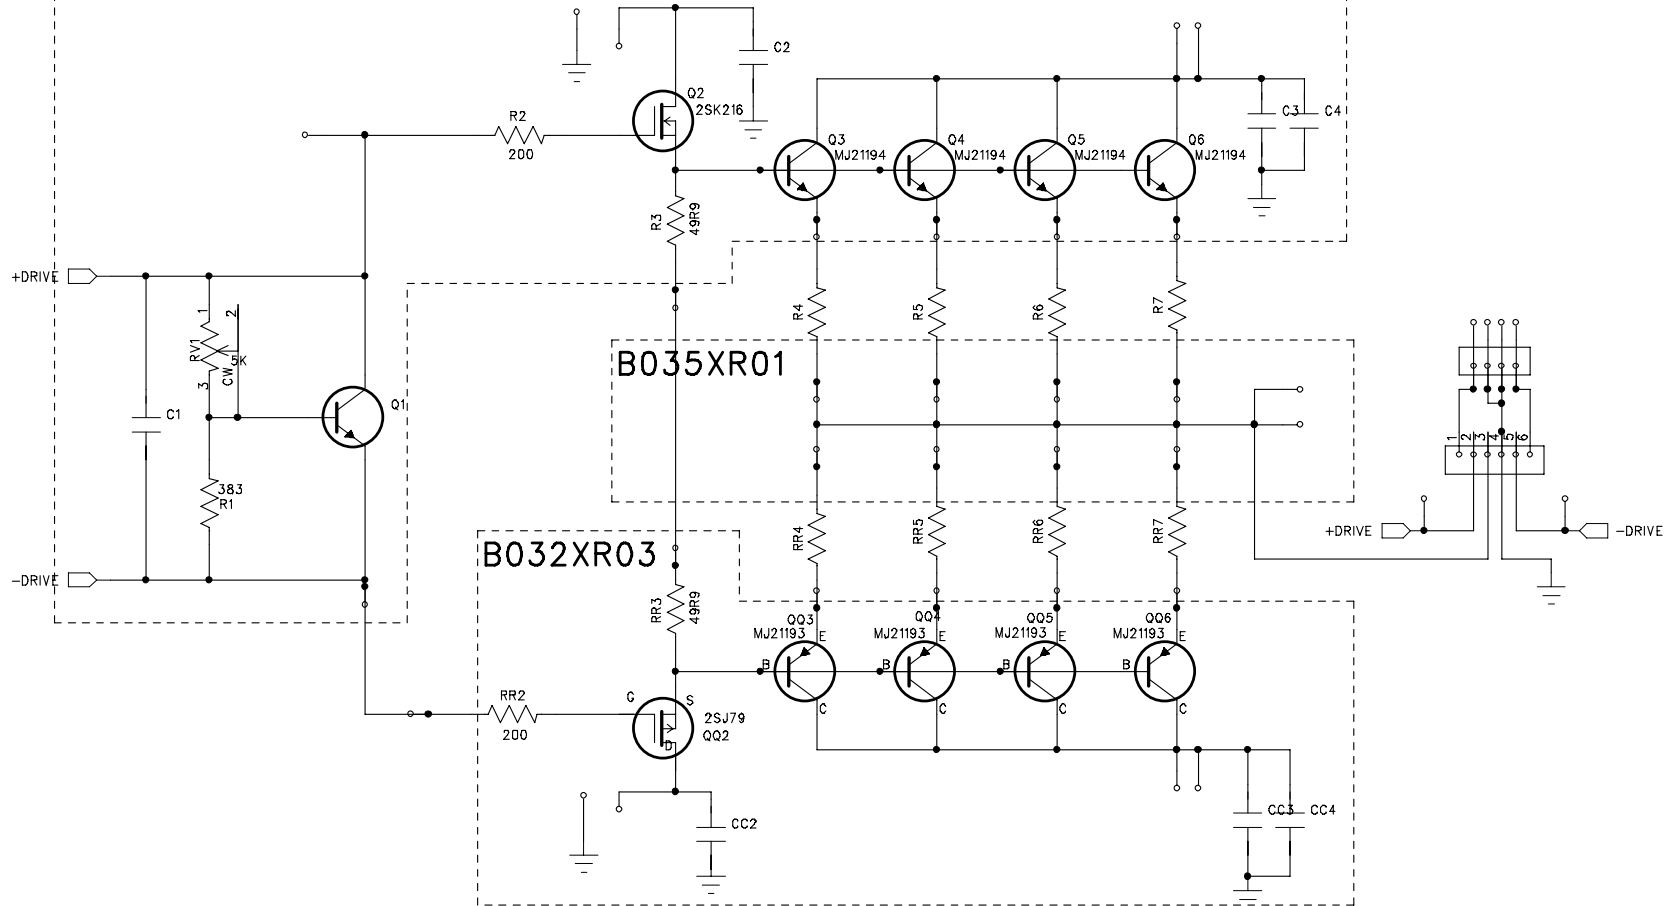 C2
Q2
2SK216
R2
200
C3
C4
Q3
MJ21194
Q4
MJ21194
Q5
MJ21194
Q6
MJ21194
R3
49R9
+DRIVE
1
2
RV1
5K
CW
3
R4
R5
R6
R7
B035XR01
C1
Q1
383
R1
1
2
3
4
5
6
+DRIVE
-DRIVE
RR4
RR5
RR6
RR7
B032XR03
-DRIVE
RR3
49R9
QQ3
MJ21193
E
B
C
QQ4
MJ21193
E
B
C
QQ5
MJ21193
E
B
C
QQ6
MJ21193
E
B
C
RR2
200
G
S
D
2SJ79
QQ2
CC2
CC3
CC4